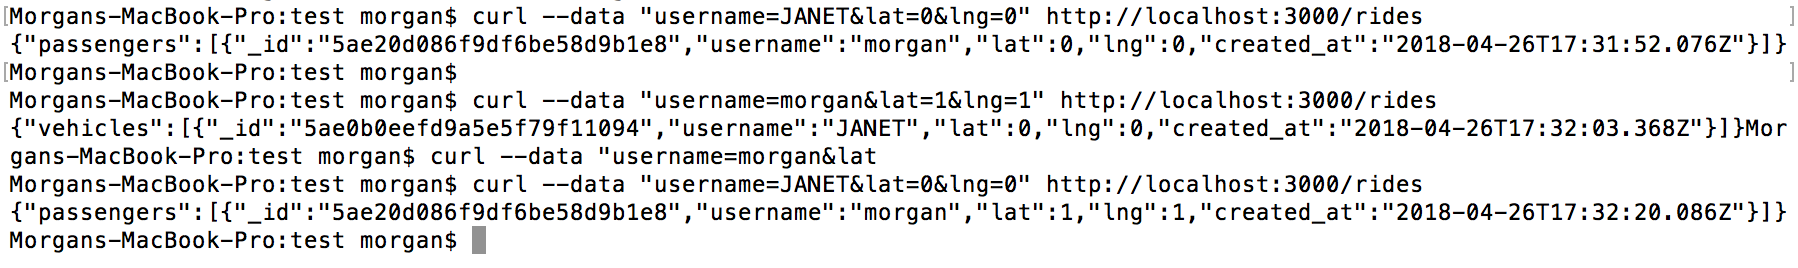 [Morgans-MacBook-Pro:test morgan$ curl --data "username=JANET&lat=0&lng=0" http://localhost:3000/rides ]
{"passengers":[{"_id":"5ae20d086f9df6be58d9b1e8","username":"morgan","lat":0,"lng":0,"created_at":"2018-04-26T17:31:52.076Z"}]}
[Morgans-MacBook-Pro:test morgan$ ]
Morgans-MacBook-Pro:test morgan$ curl --data "username=morgan&lat=1&lng=1" http://localhost:3000/rides
{"vehicles":[{"_id":"5ae0b0eefd9a5e5f79f11094","username":"JANET","lat":0,"lng":0,"created_at":"2018-04-26T17:32:03.368Z"}]}Mor
gans-MacBook-Pro:test morgan$ curl --data "username=morgan&lat
Morgans-MacBook-Pro:test morgan$ curl --data "username=JANET&lat=0&lng=0" http://localhost:3000/rides
{"passengers":[{"_id":"5ae20d086f9df6be58d9b1e8","username":"morgan","lat":1,"lng":1,"created_at":"2018-04-26T17:32:20.086Z"}]}
Morgans-MacBook-Pro:test morgan$